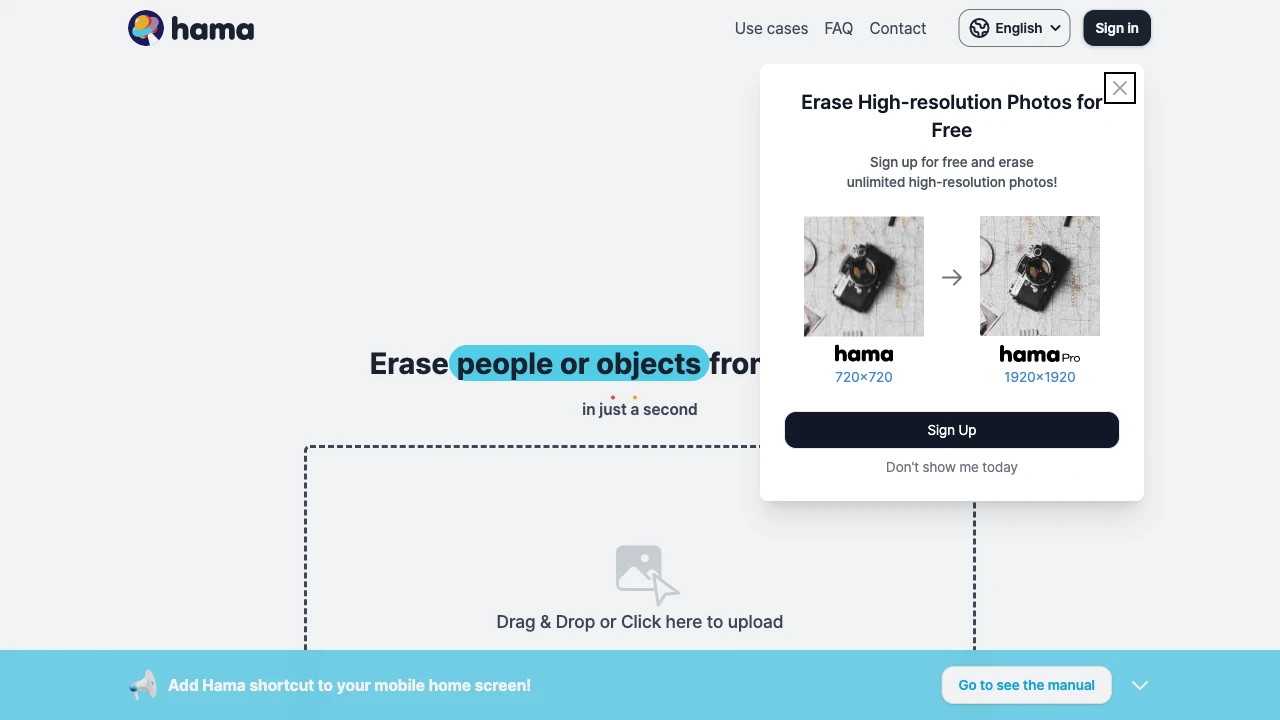 hama
Use cases FAQ Contact English Sign in
Erase High-resolution Photos for
Free
Sign up for free and erase
unlimited high-resolution photos!
hama
720×720
hama Pro
1920×1920
Sign Up
Don't show me today
Erase people or objects from
in just a second
Drag & Drop or Click here to upload
Add Hama shortcut to your mobile home screen!
Go to see the manual